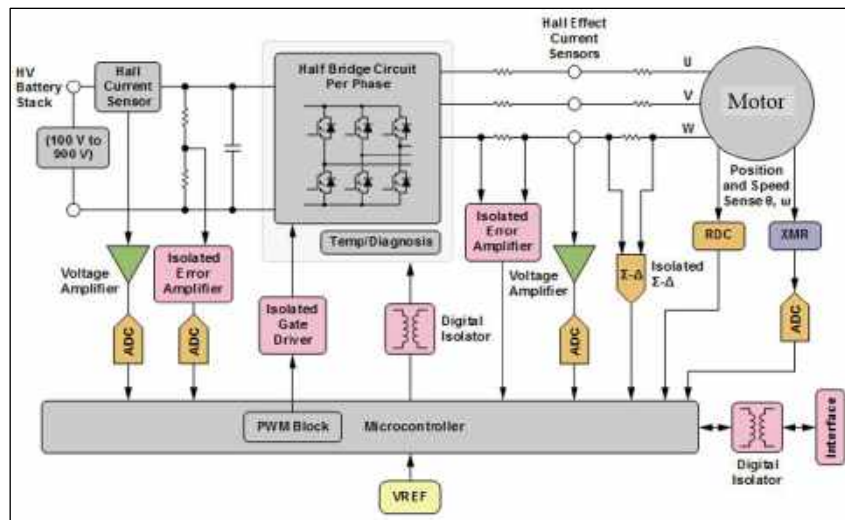 HV
Battery
Stack
(100 V to
900 V)
Hall
Current
Sensor
Half Bridge Circuit
Per Phase
Temp/Diagnosis
Hall Effect
Current
Sensors
U
V
W
Motor
Position
and Speed
Sense θ, ω
RDC
XMR
Voltage
Amplifier
Isolated
Error
Amplifier
Isolated
Gate
Driver
Digital
Isolator
Isolated
Error
Amplifier
Voltage
Amplifier
Σ-Δ
Isolated
Σ-Δ
ADC
ADC
ADC
ADC
PWM Block
Microcontroller
Digital
Isolator
Interface
VREF